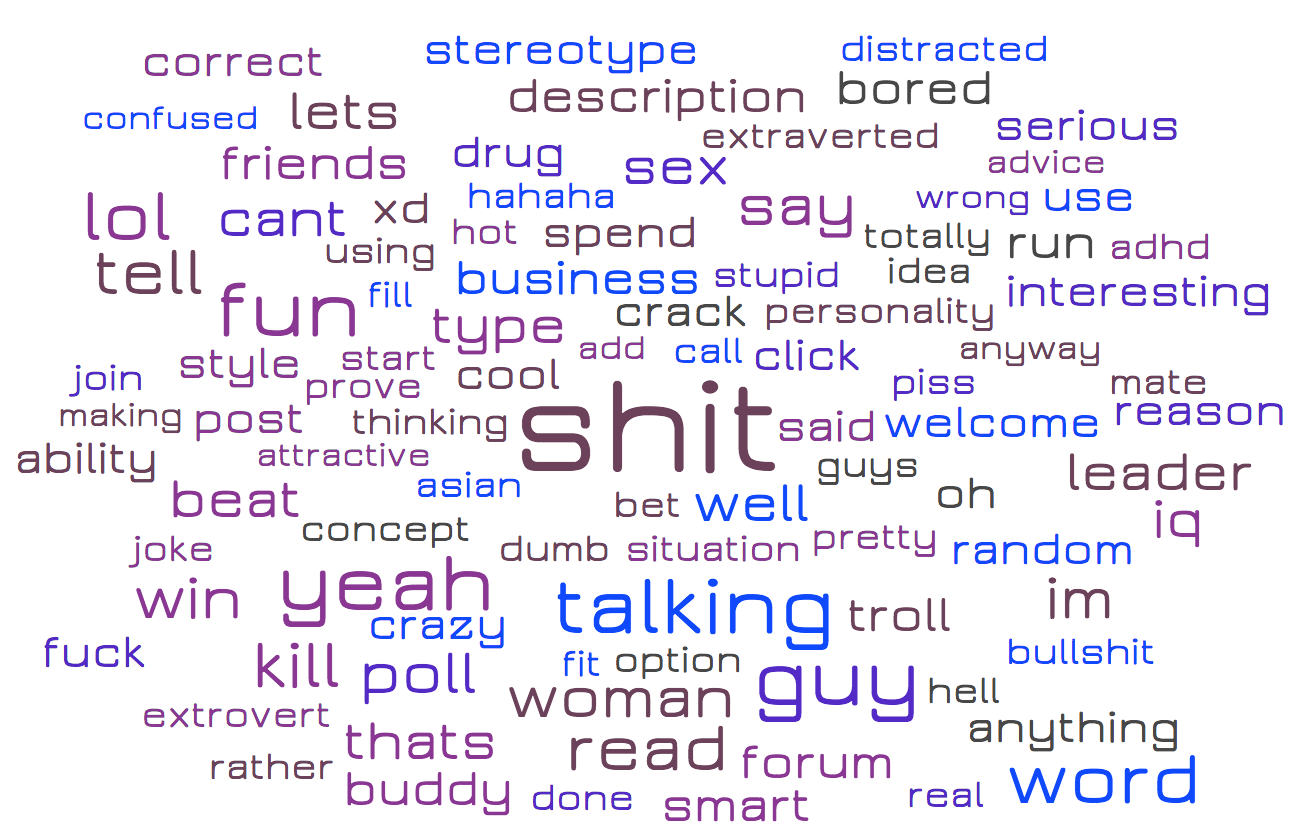 stereotype
distracted
correct
description
bored
confused
lets
extraverted
serious
friends
drug
sex
advice
hahaha
say
wrong
use
lol
cant
xd
hot
spend
totally
run
adhd
using
tell
business
stupid
idea
fun
fill
interesting
type
crack
personality
style
start
add
call
click
anyway
join
prove
cool
piss
mate
making
post
thinking
shit
said
welcome
reason
ability
attractive
guys
leader
asian
beat
bet
well
oh
concept
iq
joke
dumb
situation
pretty
random
win
yeah
crazy
talking
troll
im
fuck
kill
poll
fit
option
bullshit
woman
guy
hell
extrovert
thats
read
forum
anything
rather
buddy
done
smart
real
word